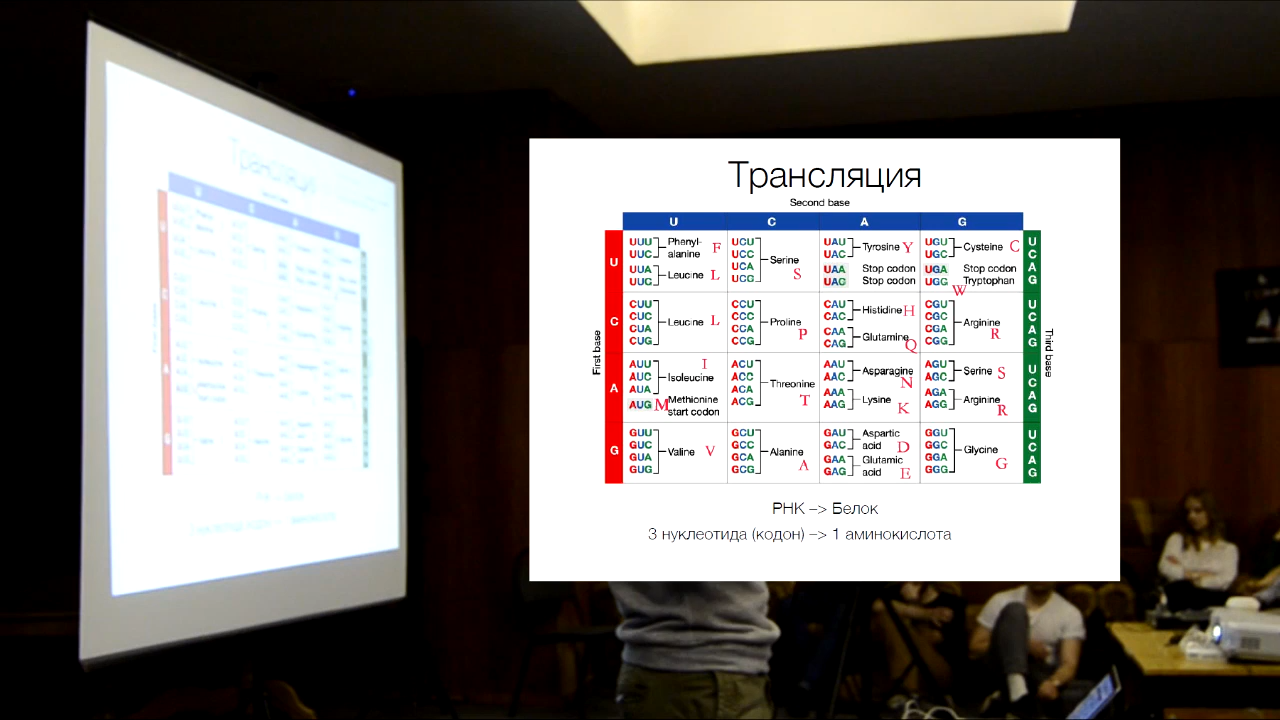 Трансляция
Second base
U C A G
First base
Third base
U
UUU
UUC
Phenyl-
alanine F
UUA
UUG
Leucine L
UCU
UCC
UCA
UCG
Serine
S
UAU
UAC
Tyrosine Y
UAA Stop codon
UAG Stop codon
UGU
UGC
Cysteine C
UGA Stop codon
UGG Tryptophan
W
U
C
A
G
C
CUU
CUC
CUA
CUG
Leucine L
CCU
CCC
CCA
CCG
Proline
P
CAU
CAC
Histidine H
CAA
CAG
Glutamine
Q
CGU
CGC
CGA
CGG
Arginine
R
U
C
A
G
A
AUU
AUC
AUA
I
Isoleucine
AUG M Methionine
start codon
ACU
ACC
ACA
ACG
Threonine
T
AAU
AAC
Asparagine
N
AAA
AAG
Lysine
K
AGU
AGC
Serine S
AGA
AGG
Arginine
R
U
C
A
G
G
GUU
GUC
GUA
GUG
Valine V
GCU
GCC
GCA
GCG
Alanine
A
GAU
GAC
Aspartic
acid D
GAA
GAG
Glutamic
acid E
GGU
GGC
GGA
GGG
Glycine
G
U
C
A
G
РНК –> Белок
3 нуклеотида (кодон) –> 1 аминокислота